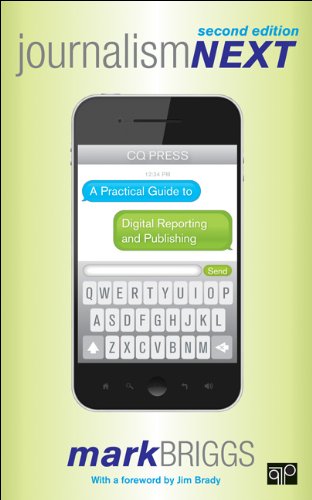 second edition
journalismNEXT
CQ PRESS
12:34 PM
A Practical Guide to
Digital Reporting
and Publishing
Send
Q W E R T Y U I O P
A S D F G H J K L
Z X C V B N M
markBRIGGS
With a foreword by Jim Brady